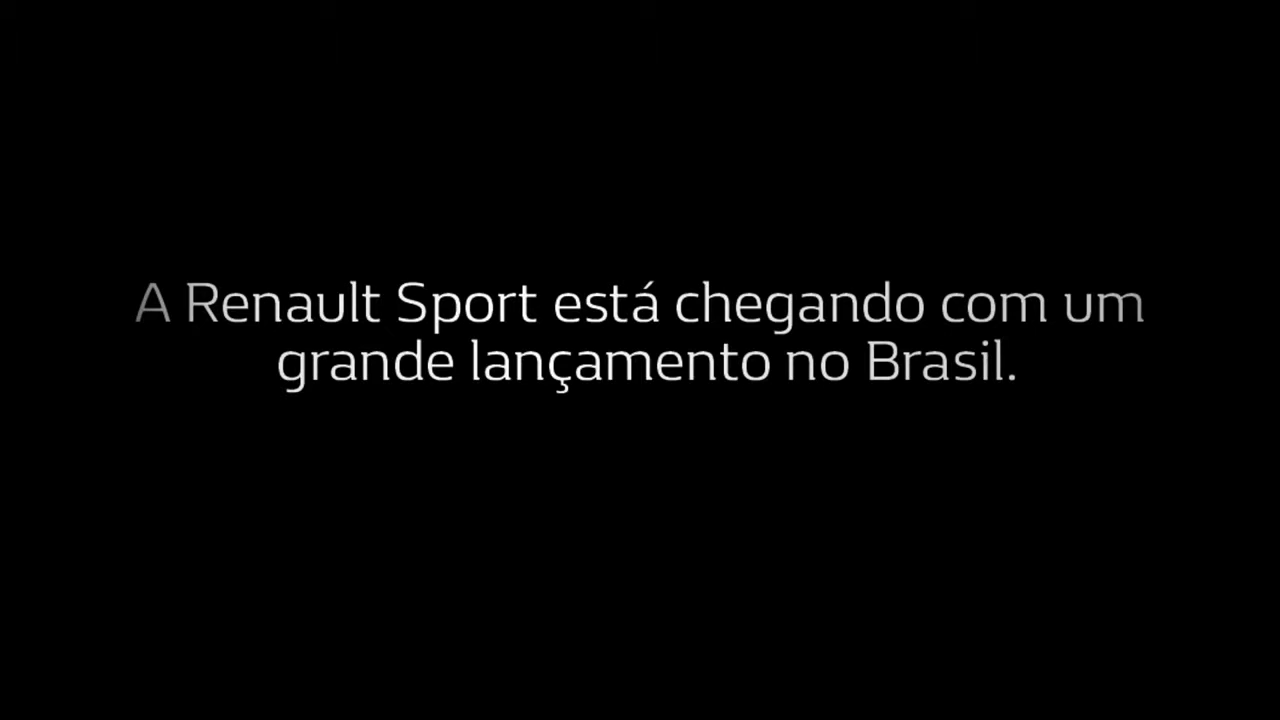 A Renault Sport está chegando com um
grande lançamento no Brasil.